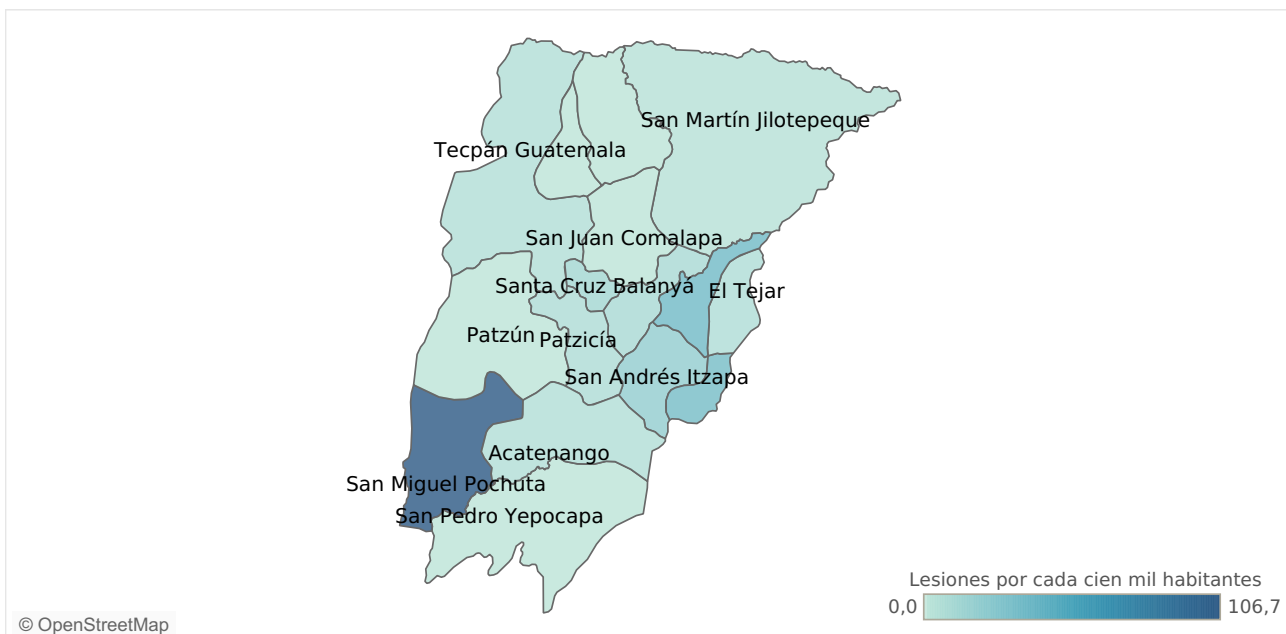 San Martín Jilotepeque
Tecpán Guatemala
San Juan Comalapa
Santa Cruz Balanyá
El Tejar
Patzún
Patzicía
San Andrés Itzapa
Acatenango
San Miguel Pochuta
San Pedro Yepocapa
Lesiones por cada cien mil habitantes
0,0
106,7
© OpenStreetMap